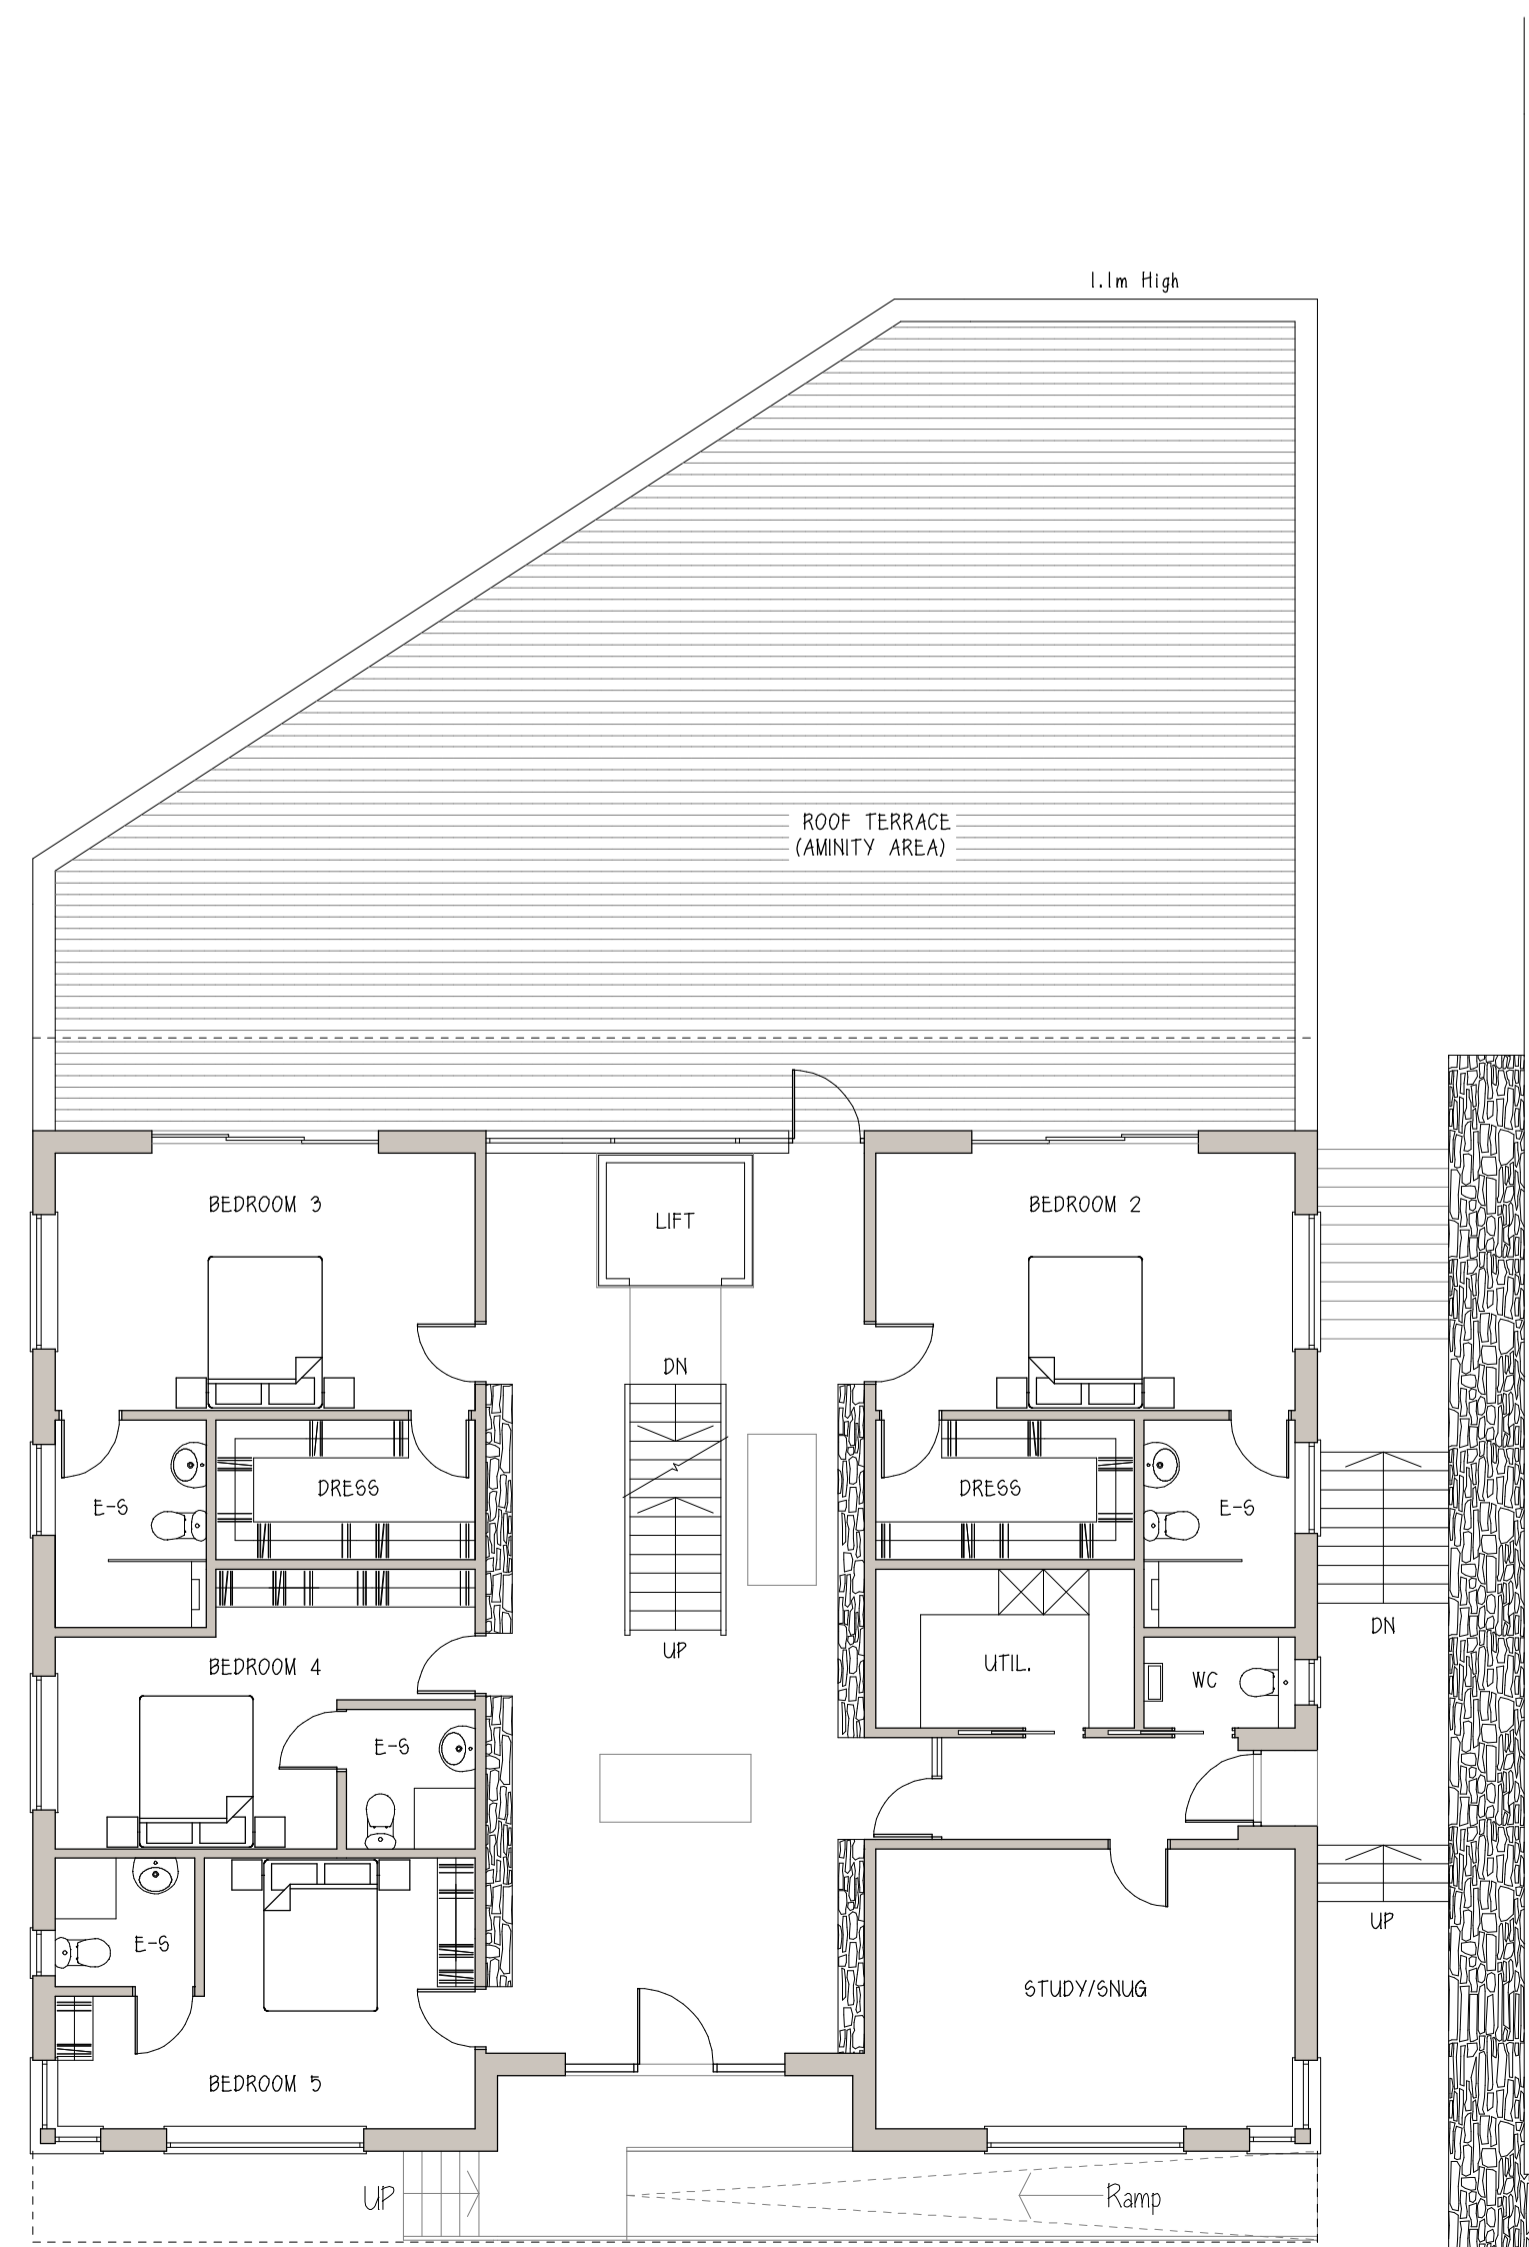 1.1m High
ROOF TERRACE
(AMINITY AREA)
BEDROOM 3
LIFT
BEDROOM 2
DN
DRESS
E-S
DRESS
E-S
UP
DN
BEDROOM 4
UTIL.
WC
E-S
E-S
UP
STUDY/SNUG
BEDROOM 5
UP
Ramp